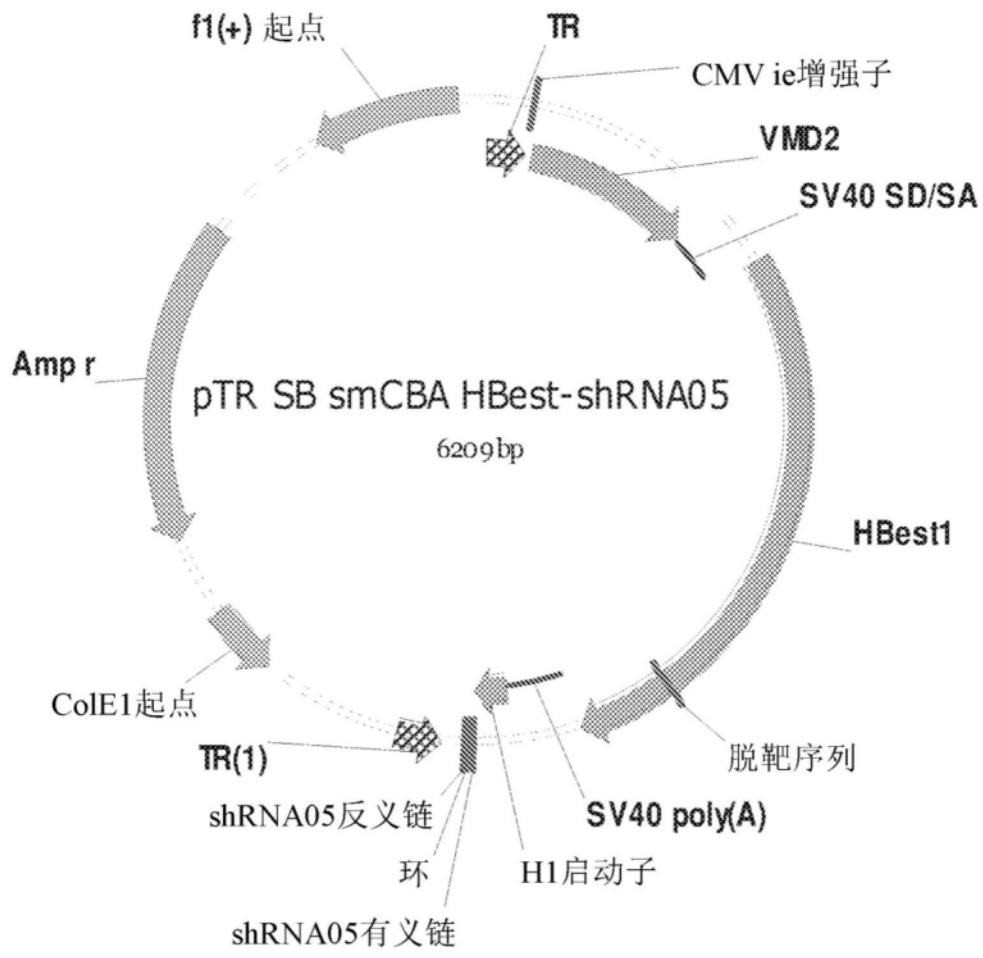 f1(+) 起点
TR
CMV ie增强子
VMD2
SV40 SD/SA
Amp r
pTR SB smCBA HBest-shRNA05
6209bp
HBest1
ColE1起点
TR(1)
脱靶序列
shRNA05反义链
SV40 poly(A)
环
H1启动子
shRNA05有义链